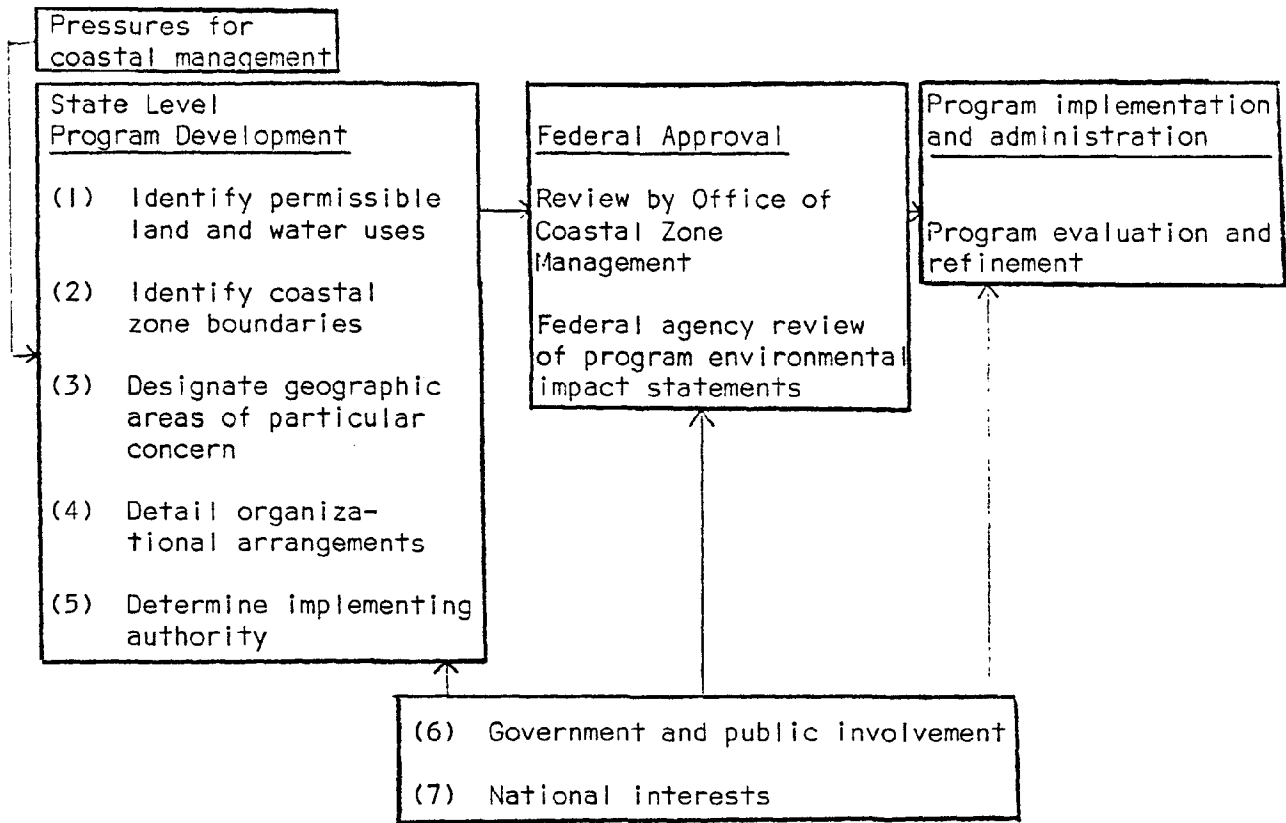 Pressures for
coastal management
State Level
Program Development
(1) Identify permissible
land and water uses
(2) Identify coastal
zone boundaries
(3) Designate geographic
areas of particular
concern
(4) Detail organiza-
tional arrangements
(5) Determine implementing
authority
Federal Approval
Review by Office of
Coastal Zone
Management
Federal agency review
of program environmental
impact statements
Program implementation
and administration
Program evaluation and
refinement
(6) Government and public involvement
(7) National interests